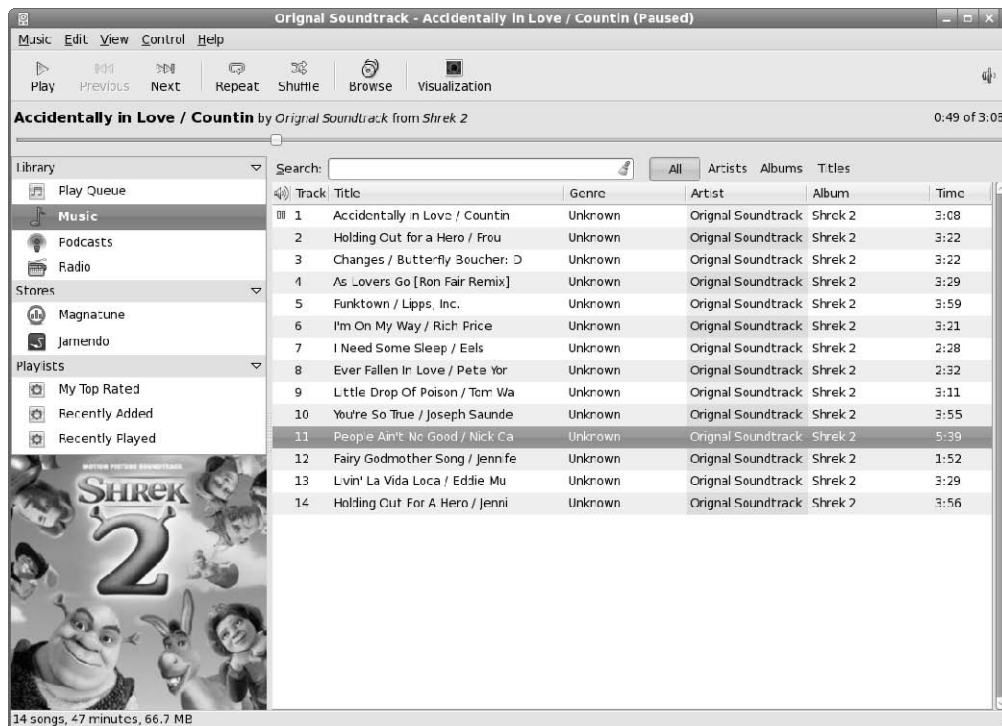 Orignal Soundtrack - Accidentally in Love / Countin (Paused)
Music Edit View Control Help
Play Previous Next Repeat Shuffle Browse Visualization
Accidentally in Love / Countin by Orignal Soundtrack from Shrek 2 0:49 of 3:08
Library
Play Queue
Music
Podcasts
Radio
Stores
Magnatune
Jamendo
Playlists
My Top Rated
Recently Added
Recently Played
MOTION PICTURE SOUNDTRACK
SHREK
2
Search: All Artists Albums Titles
Track Title Genre Artist Album Time
1 Accidentally in Love / Countin Unknown Orignal Soundtrack Shrek 2 3:08
2 Holding Out for a Hero / Frou Unknown Orignal Soundtrack Shrek 2 3:22
3 Changes / Butterfly Boucher: D Unknown Orignal Soundtrack Shrek 2 3:22
4 As Lovers Go [Ron Fair Remix] Unknown Orignal Soundtrack Shrek 2 3:29
5 Funktown / Lipps, Inc. Unknown Orignal Soundtrack Shrek 2 3:59
6 I'm On My Way / Rich Price Unknown Orignal Soundtrack Shrek 2 3:21
7 I Need Some Sleep / Eels Unknown Orignal Soundtrack Shrek 2 2:28
8 Ever Fallen In Love / Pete Yor Unknown Orignal Soundtrack Shrek 2 2:32
9 Little Drop Of Poison / Tom Wa Unknown Orignal Soundtrack Shrek 2 3:11
10 You're So True / Joseph Saunde Unknown Orignal Soundtrack Shrek 2 3:55
11 People Ain't No Good / Nick Ca Unknown Orignal Soundtrack Shrek 2 5:39
12 Fairy Godmother Song / Jennife Unknown Orignal Soundtrack Shrek 2 1:52
13 Livin' La Vida Loca / Eddie Mu Unknown Orignal Soundtrack Shrek 2 3:29
14 Holding Out For A Hero / Jenni Unknown Orignal Soundtrack Shrek 2 3:56
14 songs, 47 minutes, 66.7 MB